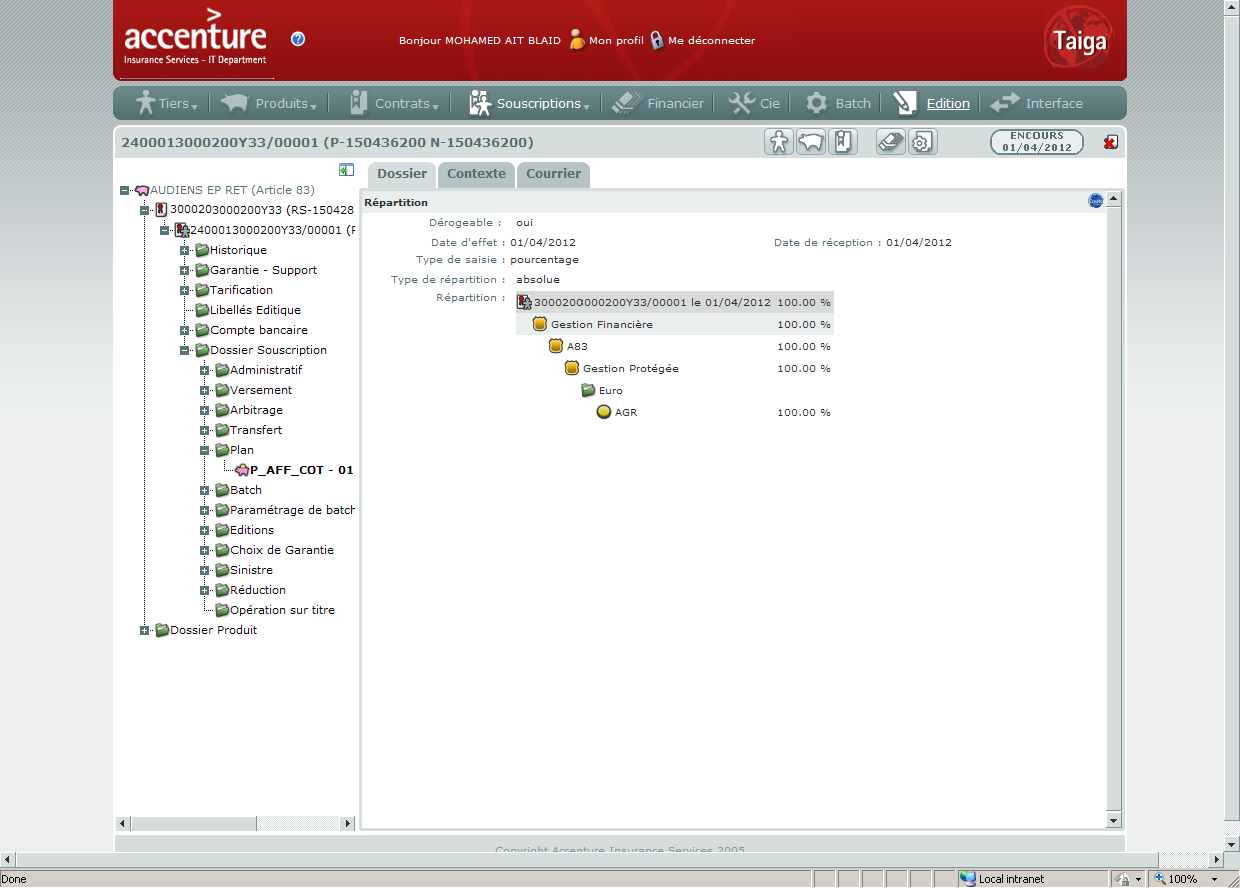 accenture
Insurance Services - IT Department
Bonjour MOHAMED AIT BLAID Mon profil Me déconnecter
Taiga
Tiers Produits Contrats Souscriptions Financier Cie Batch Edition Interface
2400013000200Y33/00001 (P-150436200 N-150436200)
ENCOURS
01/04/2012
Dossier Contexte Courrier
AUDIENS EP RET (Article 83)
3000203000200Y33 (RS-150428
2400013000200Y33/00001 (F
Historique
Garantie - Support
Tarification
Libellés Editique
Compte bancaire
Dossier Souscription
Administratif
Versement
Arbitrage
Transfert
Plan
P_AFF_COT - 01
Batch
Paramétrage de batch
Editions
Choix de Garantie
Sinistre
Réduction
Opération sur titre
Dossier Produit
Répartition
Dérogeable : oui
Date d'effet : 01/04/2012 Date de réception : 01/04/2012
Type de saisie : pourcentage
Type de répartition : absolue
Répartition : 3000203000200Y33/00001 le 01/04/2012 100.00 %
Gestion Financière 100.00 %
A83 100.00 %
Gestion Protégée 100.00 %
Euro
AGR 100.00 %
Copyright Accenture Insurance Services 2005
Done Local intranet 100%